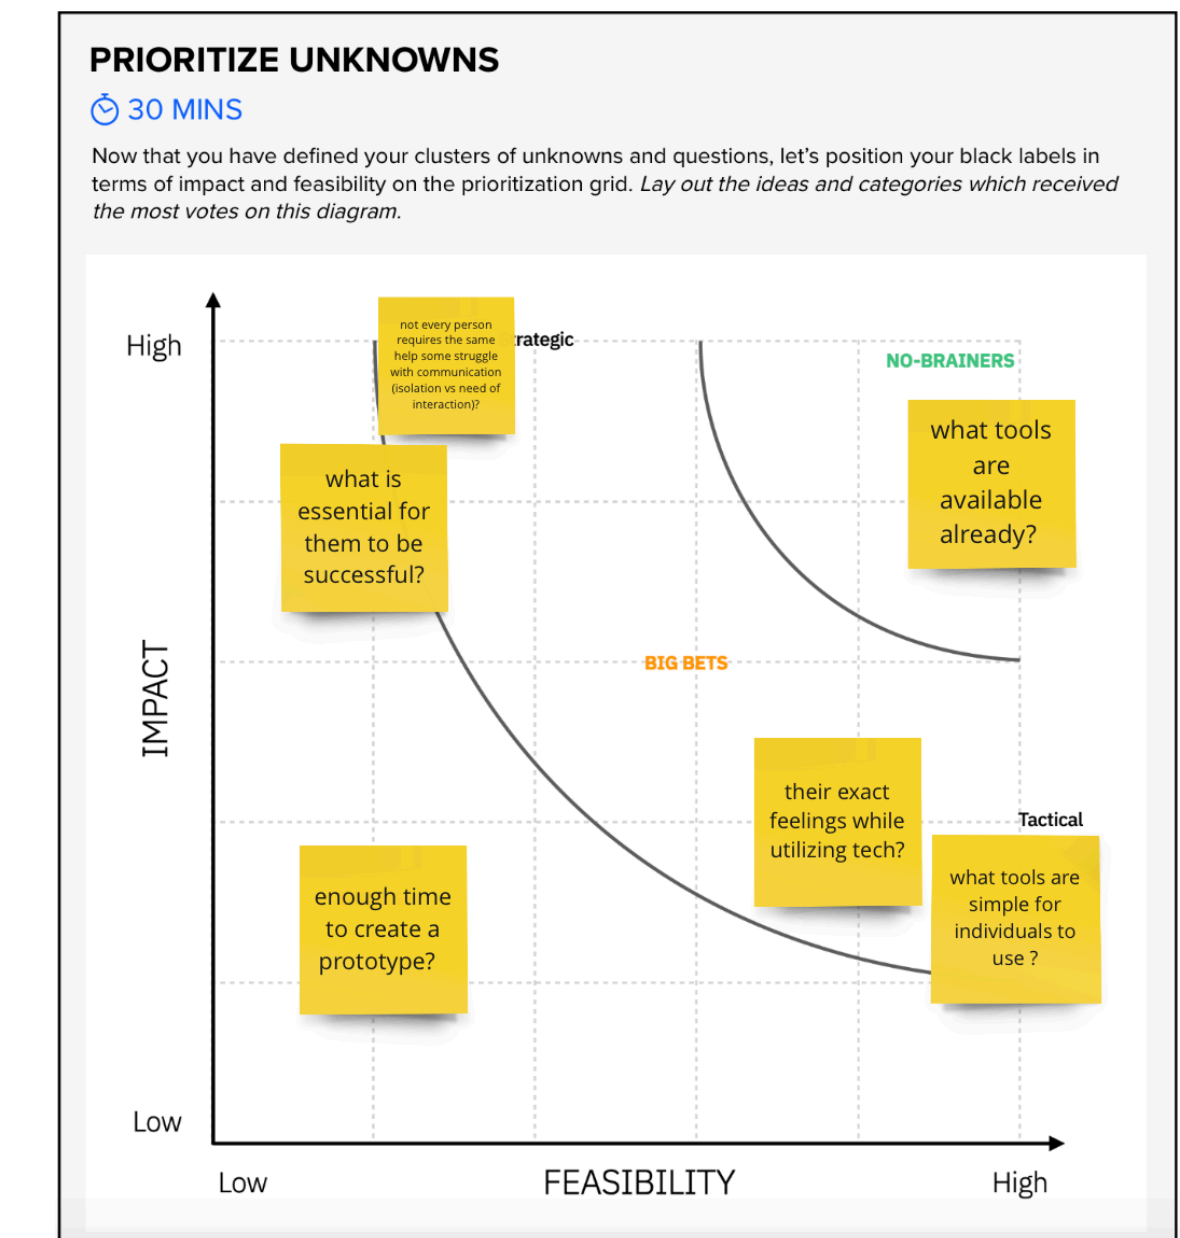 PRIORITIZE UNKNOWNS
30 MINS
Now that you have defined your clusters of unknowns and questions, let's position your black labels in
terms of impact and feasibility on the prioritization grid. Lay out the ideas and categories which received
the most votes on this diagram.
High
not every person
requires the same
help some struggle
with communication
(isolation vs need of
interaction)?
trategic
NO-BRAINERS
what tools
are
available
already?
what is
essential for
them to be
successful?
IMPACT
BIG BETS
their exact
feelings while
utilizing tech?
Tactical
what tools are
simple for
individuals to
use ?
enough time
to create a
prototype?
Low
Low
FEASIBILITY
High